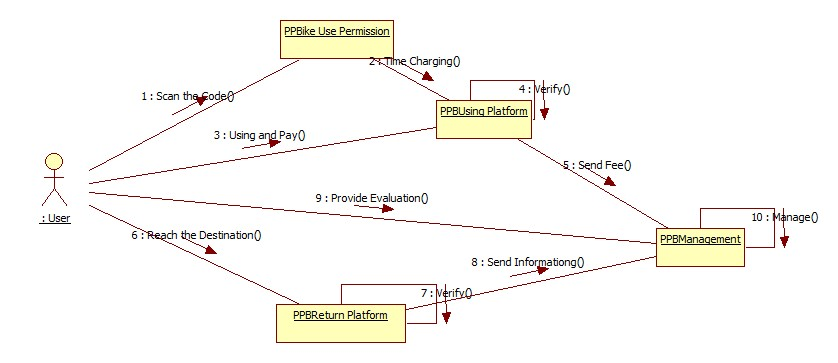 PPBike Use Permission
2 : Time Charging()
1 : Scan the Code()
4 : Verify()
PPBUsing Platform
3 : Using and Pay()
5 : Send Fee()
9 : Provide Evaluation()
: User
10 : Manage()
6 : Reach the Destination()
PPBManagement
8 : Send Informationg()
7 : Verify()
PPBReturn Platform